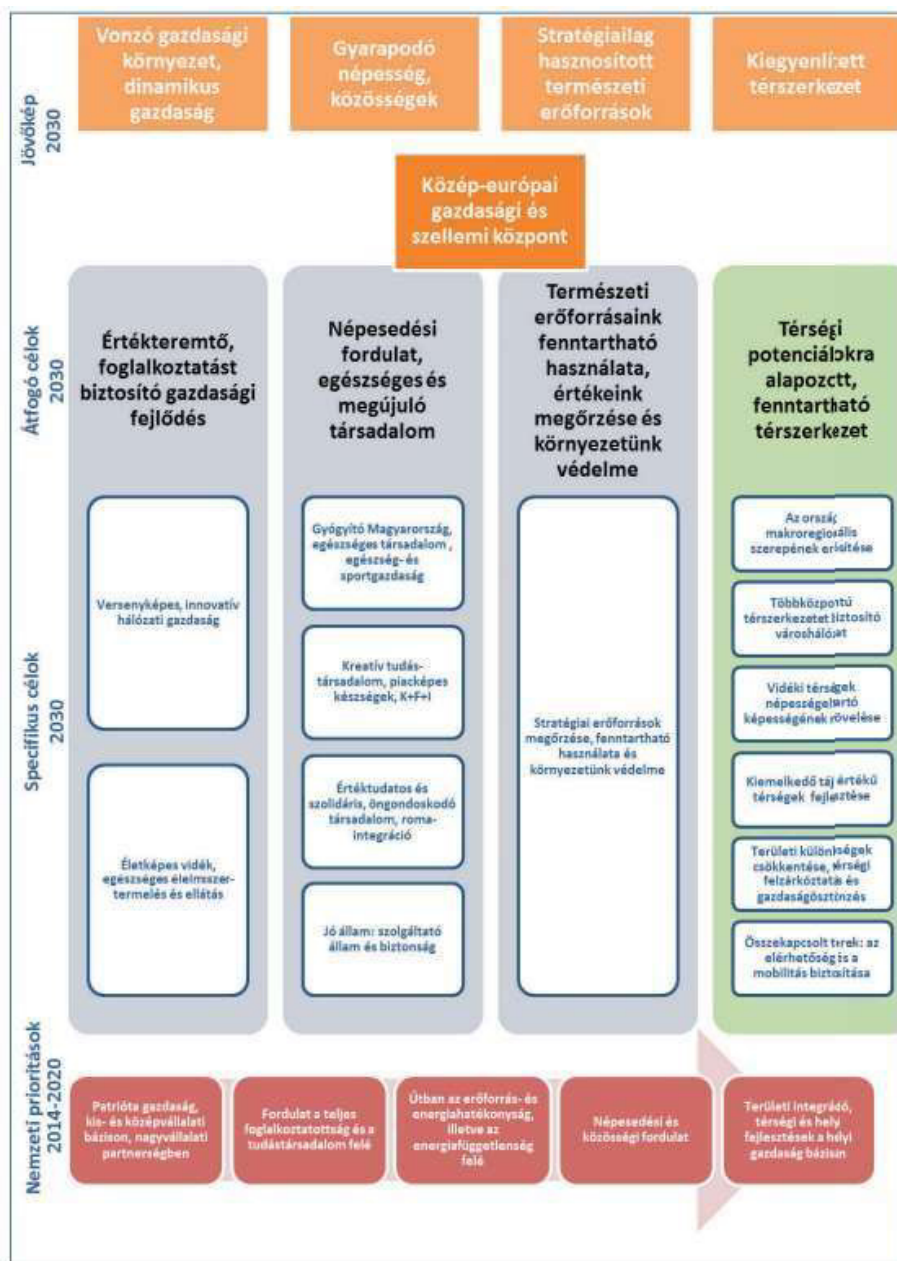 Jövőkép
2030
Vonzó gazdasági
környezet,
dinamikus
gazdaság
Gyarapodó
népesség,
közösségek
Stratégiailag
hasznosított
természeti
erőforrások
Kiegyenlített
térszerkezet
Közép-európai
gazdasági és
szellemi központ
Átfogó célok
2030
Értékteremtő,
foglalkoztatást
biztosító gazdasági
fejlődés
Népesedési
fordulat,
egészséges és
megújuló
társadalom
Természeti
erőforrásaink
fenntartható
használata,
értékeink
megőrzése és
környezetünk
védelme
Térségi
potenciálokra
alapozott,
fenntartható
térszerkezet
Specifikus célok
2030
Versenyképes, innovatív
hálózati gazdaság
Életképes vidék,
egészséges élelmiszer-
termelés és ellátás
Gyógyító Magyarország,
egészséges társadalom ,
egészség- és
sportgazdaság
Kreatív tudás-
társadalom, piacképes
készségek, K+F+I
Értéktudatos és
szolidáris, öngondoskodó
társadalom, roma-
integráció
Jó állam: szolgáltató
állam és biztonság
Stratégiai erőforrások
megőrzése, fenntartható
használata és
környezetünk védelme
Az ország
makroregionális
szerepének erősítése
Többközpontú
térszerkezetet biztosító
városhálózat
Vidéki térségek
népességeltartó
képességének növelése
Kiemelkedő táji értékű
térségek fejlesztése
Területi különbségek
csökkentése, térségi
felzárkóztatás és
gazdaságösztönzés
Összekapcsolt terek: az
elérhetőség és a
mobilitás biztosítása
Nemzeti prioritások
2014-2020
Patrióta gazdaság,
kis- és középvállalati
bázison, nagyvállalati
partnerségben
Fordulat a teljes
foglalkoztatottság és a
tudástársadalom felé
Útban az erőforrás- és
energiahatékonyság,
illetve az
energiafüggetlenség
felé
Népesedési és
közösségi fordulat
Területi integráció,
térségi és helyi
fejlesztések a helyi
gazdaság bázisán